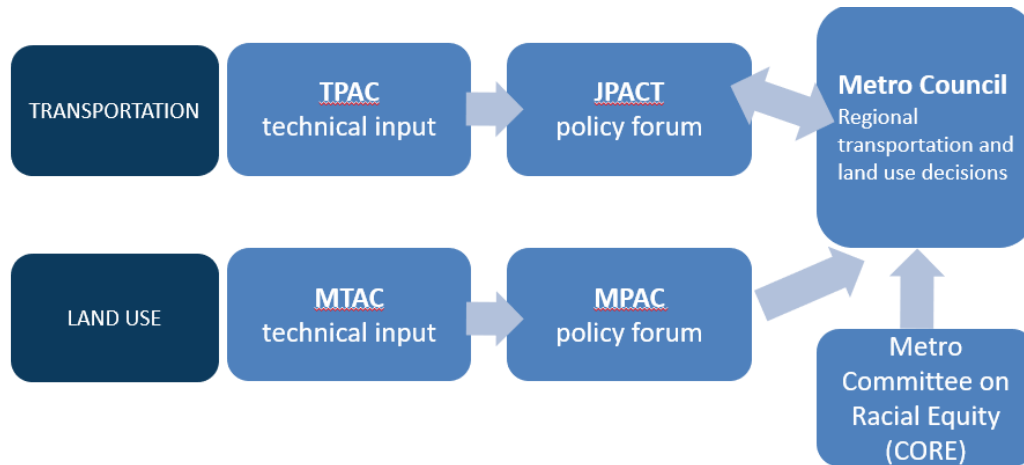 TRANSPORTATION
TPAC
technical input
JPACT
policy forum
Metro Council
Regional
transportation and
land use decisions
LAND USE
MTAC
technical input
MPAC
policy forum
Metro
Committee on
Racial Equity
(CORE)